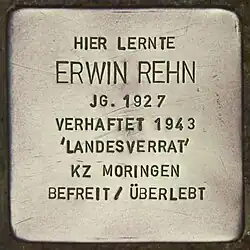 HIER LERNTE
ERWIN REHN
JG. 1927
VERHAFTET 1943
'LANDESVERRAT'
KZ MORINGEN
BEFREIT / ÜBERLEBT